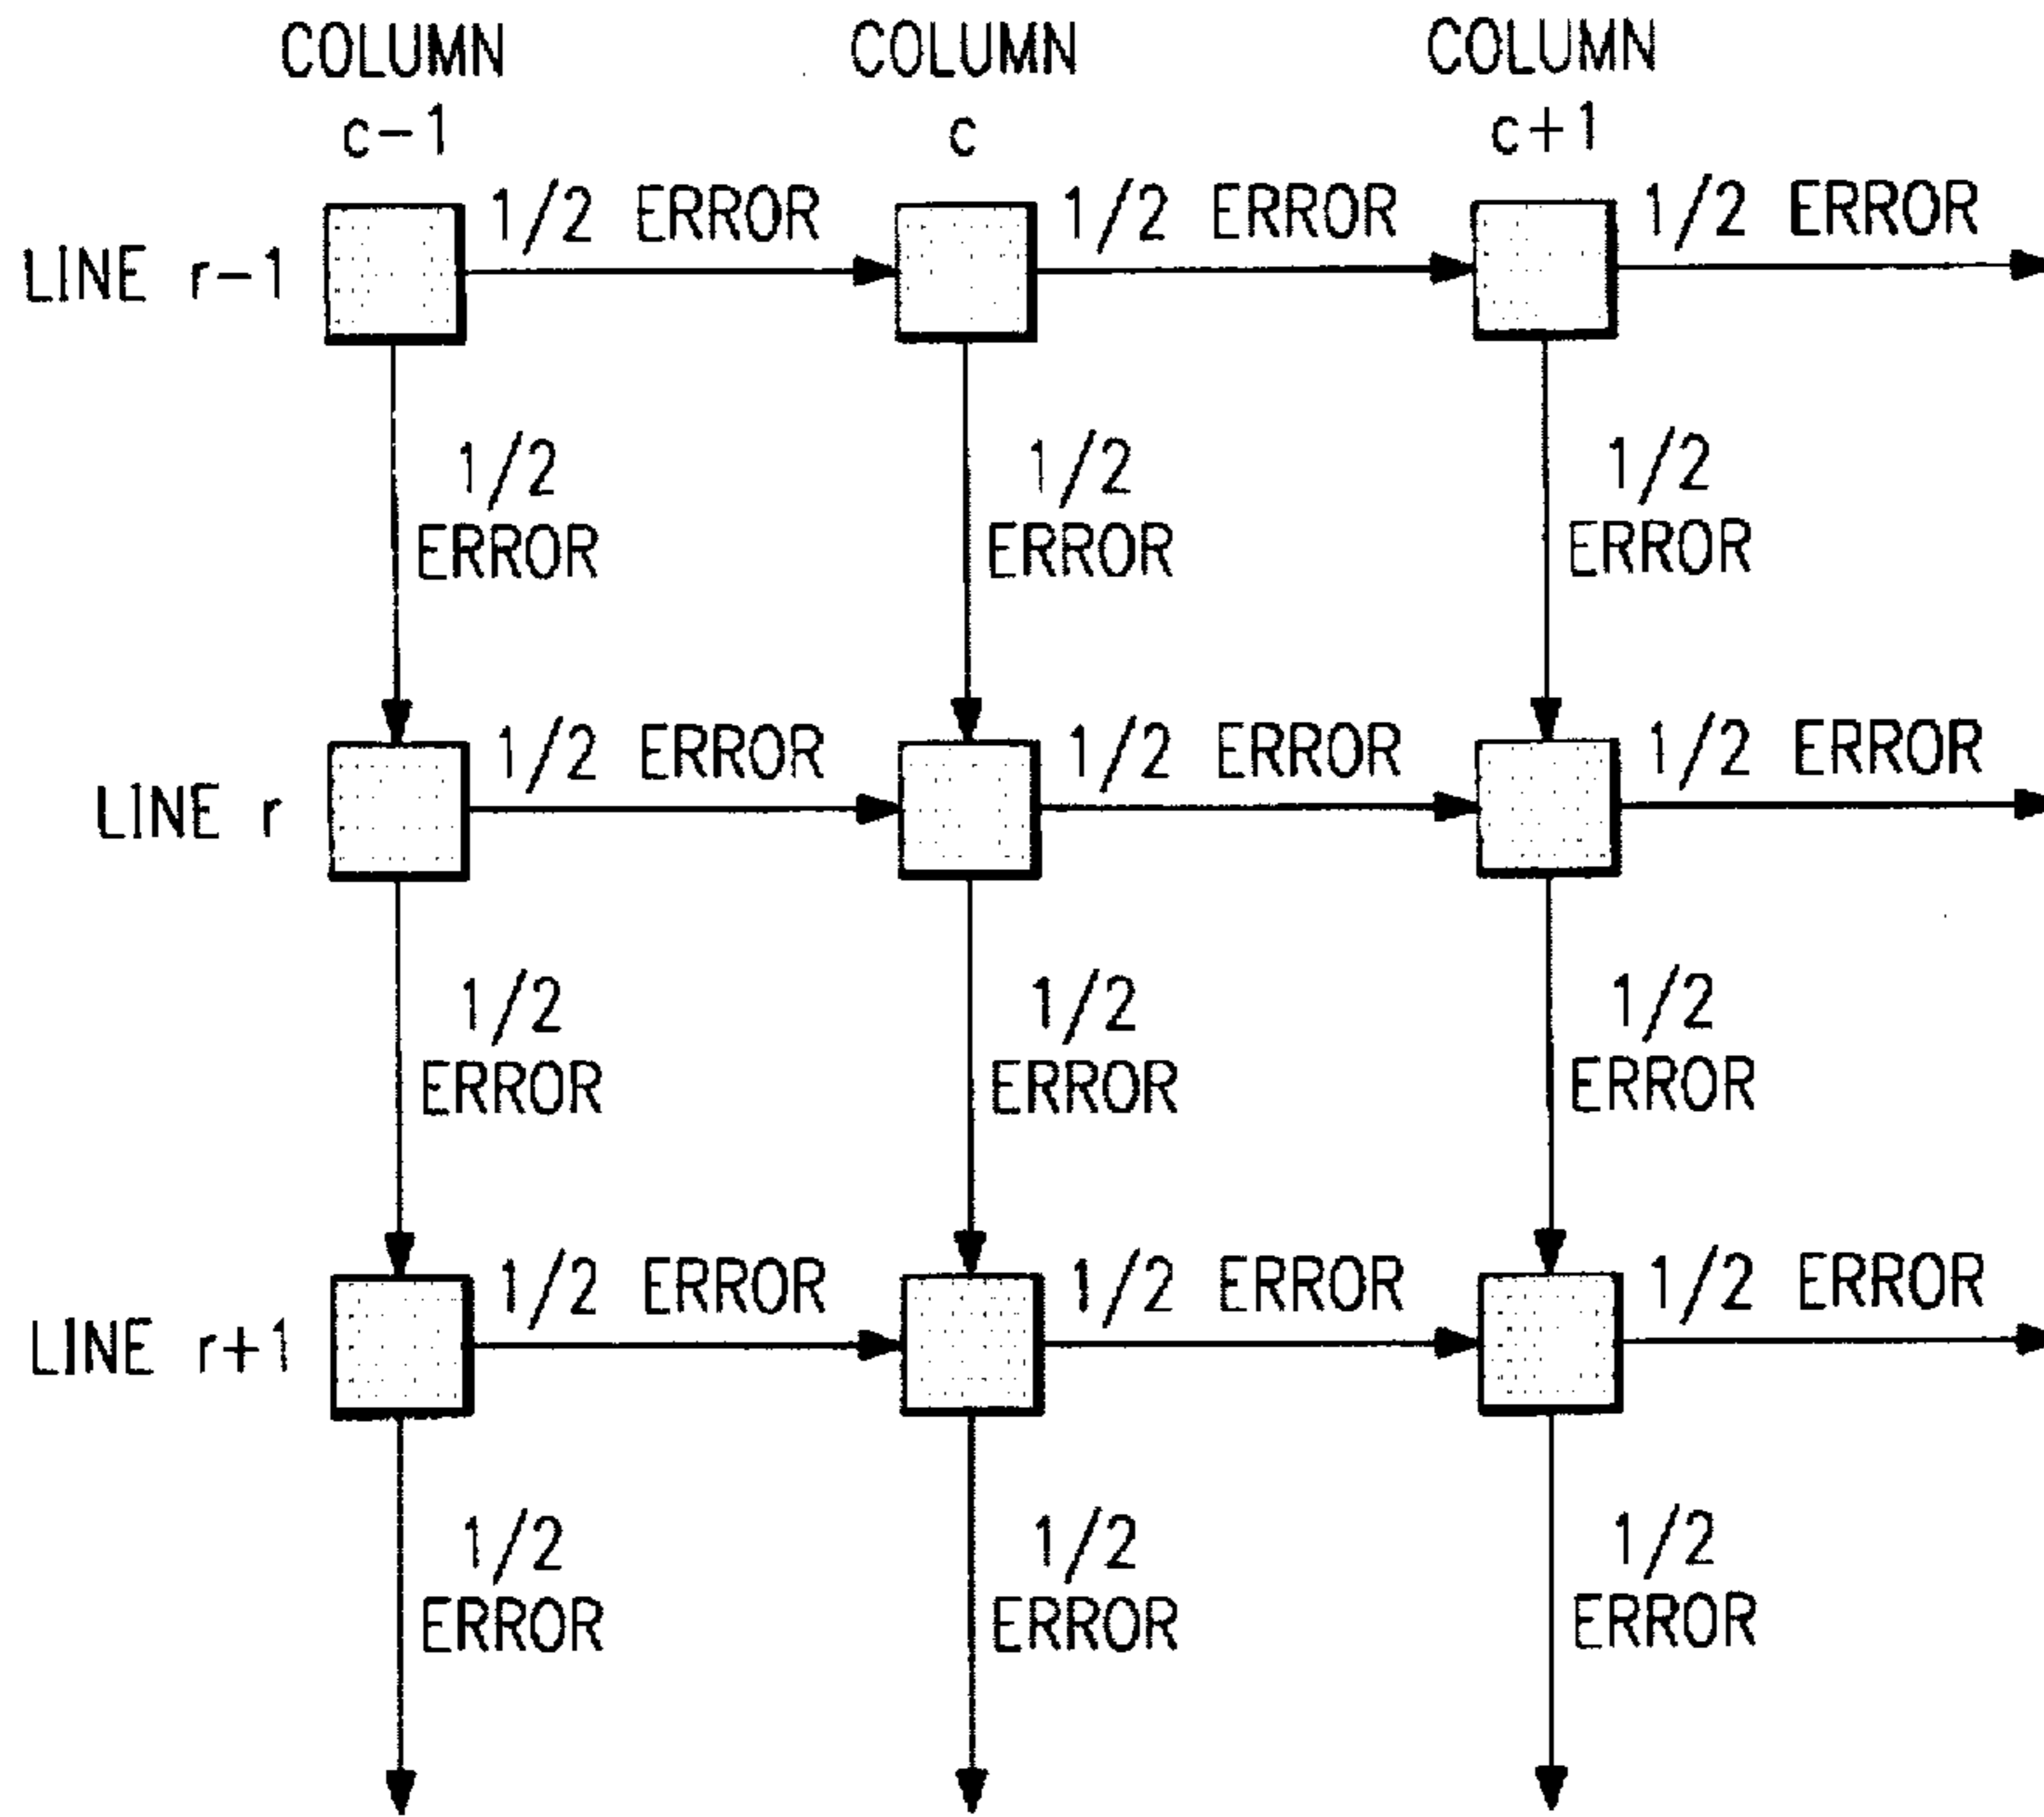 COLUMN COLUMN COLUMN
c-1 c c+1
1/2 ERROR 1/2 ERROR 1/2 ERROR
LINE r-1
1/2 1/2 1/2
ERROR ERROR ERROR
1/2 ERROR 1/2 ERROR 1/2 ERROR
LINE r
1/2 1/2 1/2
ERROR ERROR ERROR
1/2 ERROR 1/2 ERROR 1/2 ERROR
LINE r+1
1/2 1/2 1/2
ERROR ERROR ERROR